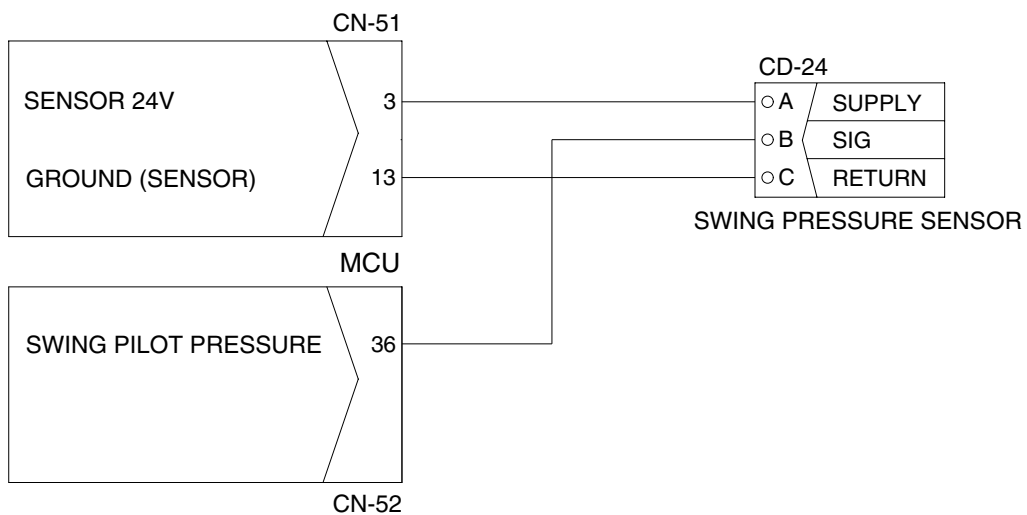 CN-51
SENSOR 24V 3
GROUND (SENSOR) 13
CD-24
A SUPPLY
B SIG
C RETURN
SWING PRESSURE SENSOR
MCU
SWING PILOT PRESSURE 36
CN-52